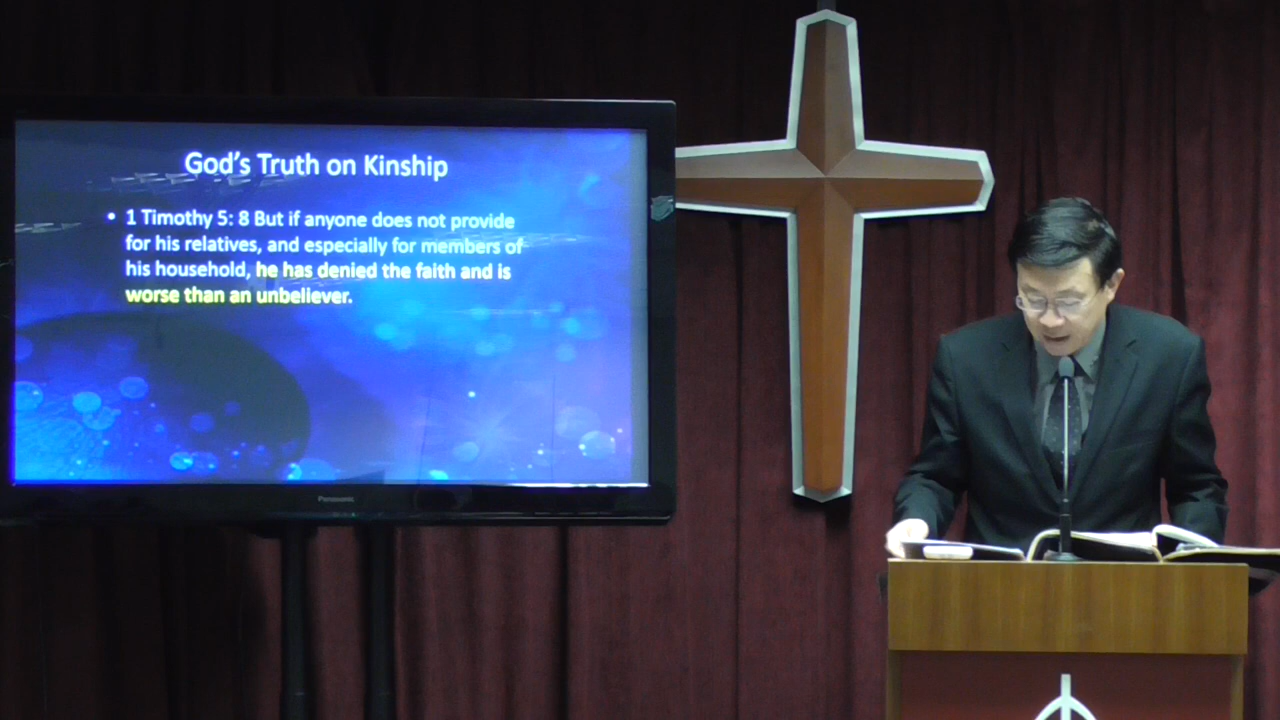 God's Truth on Kinship
• 1 Timothy 5: 8 But if anyone does not provide
for his relatives, and especially for members of
his household, he has denied the faith and is
worse than an unbeliever.
Panasonic